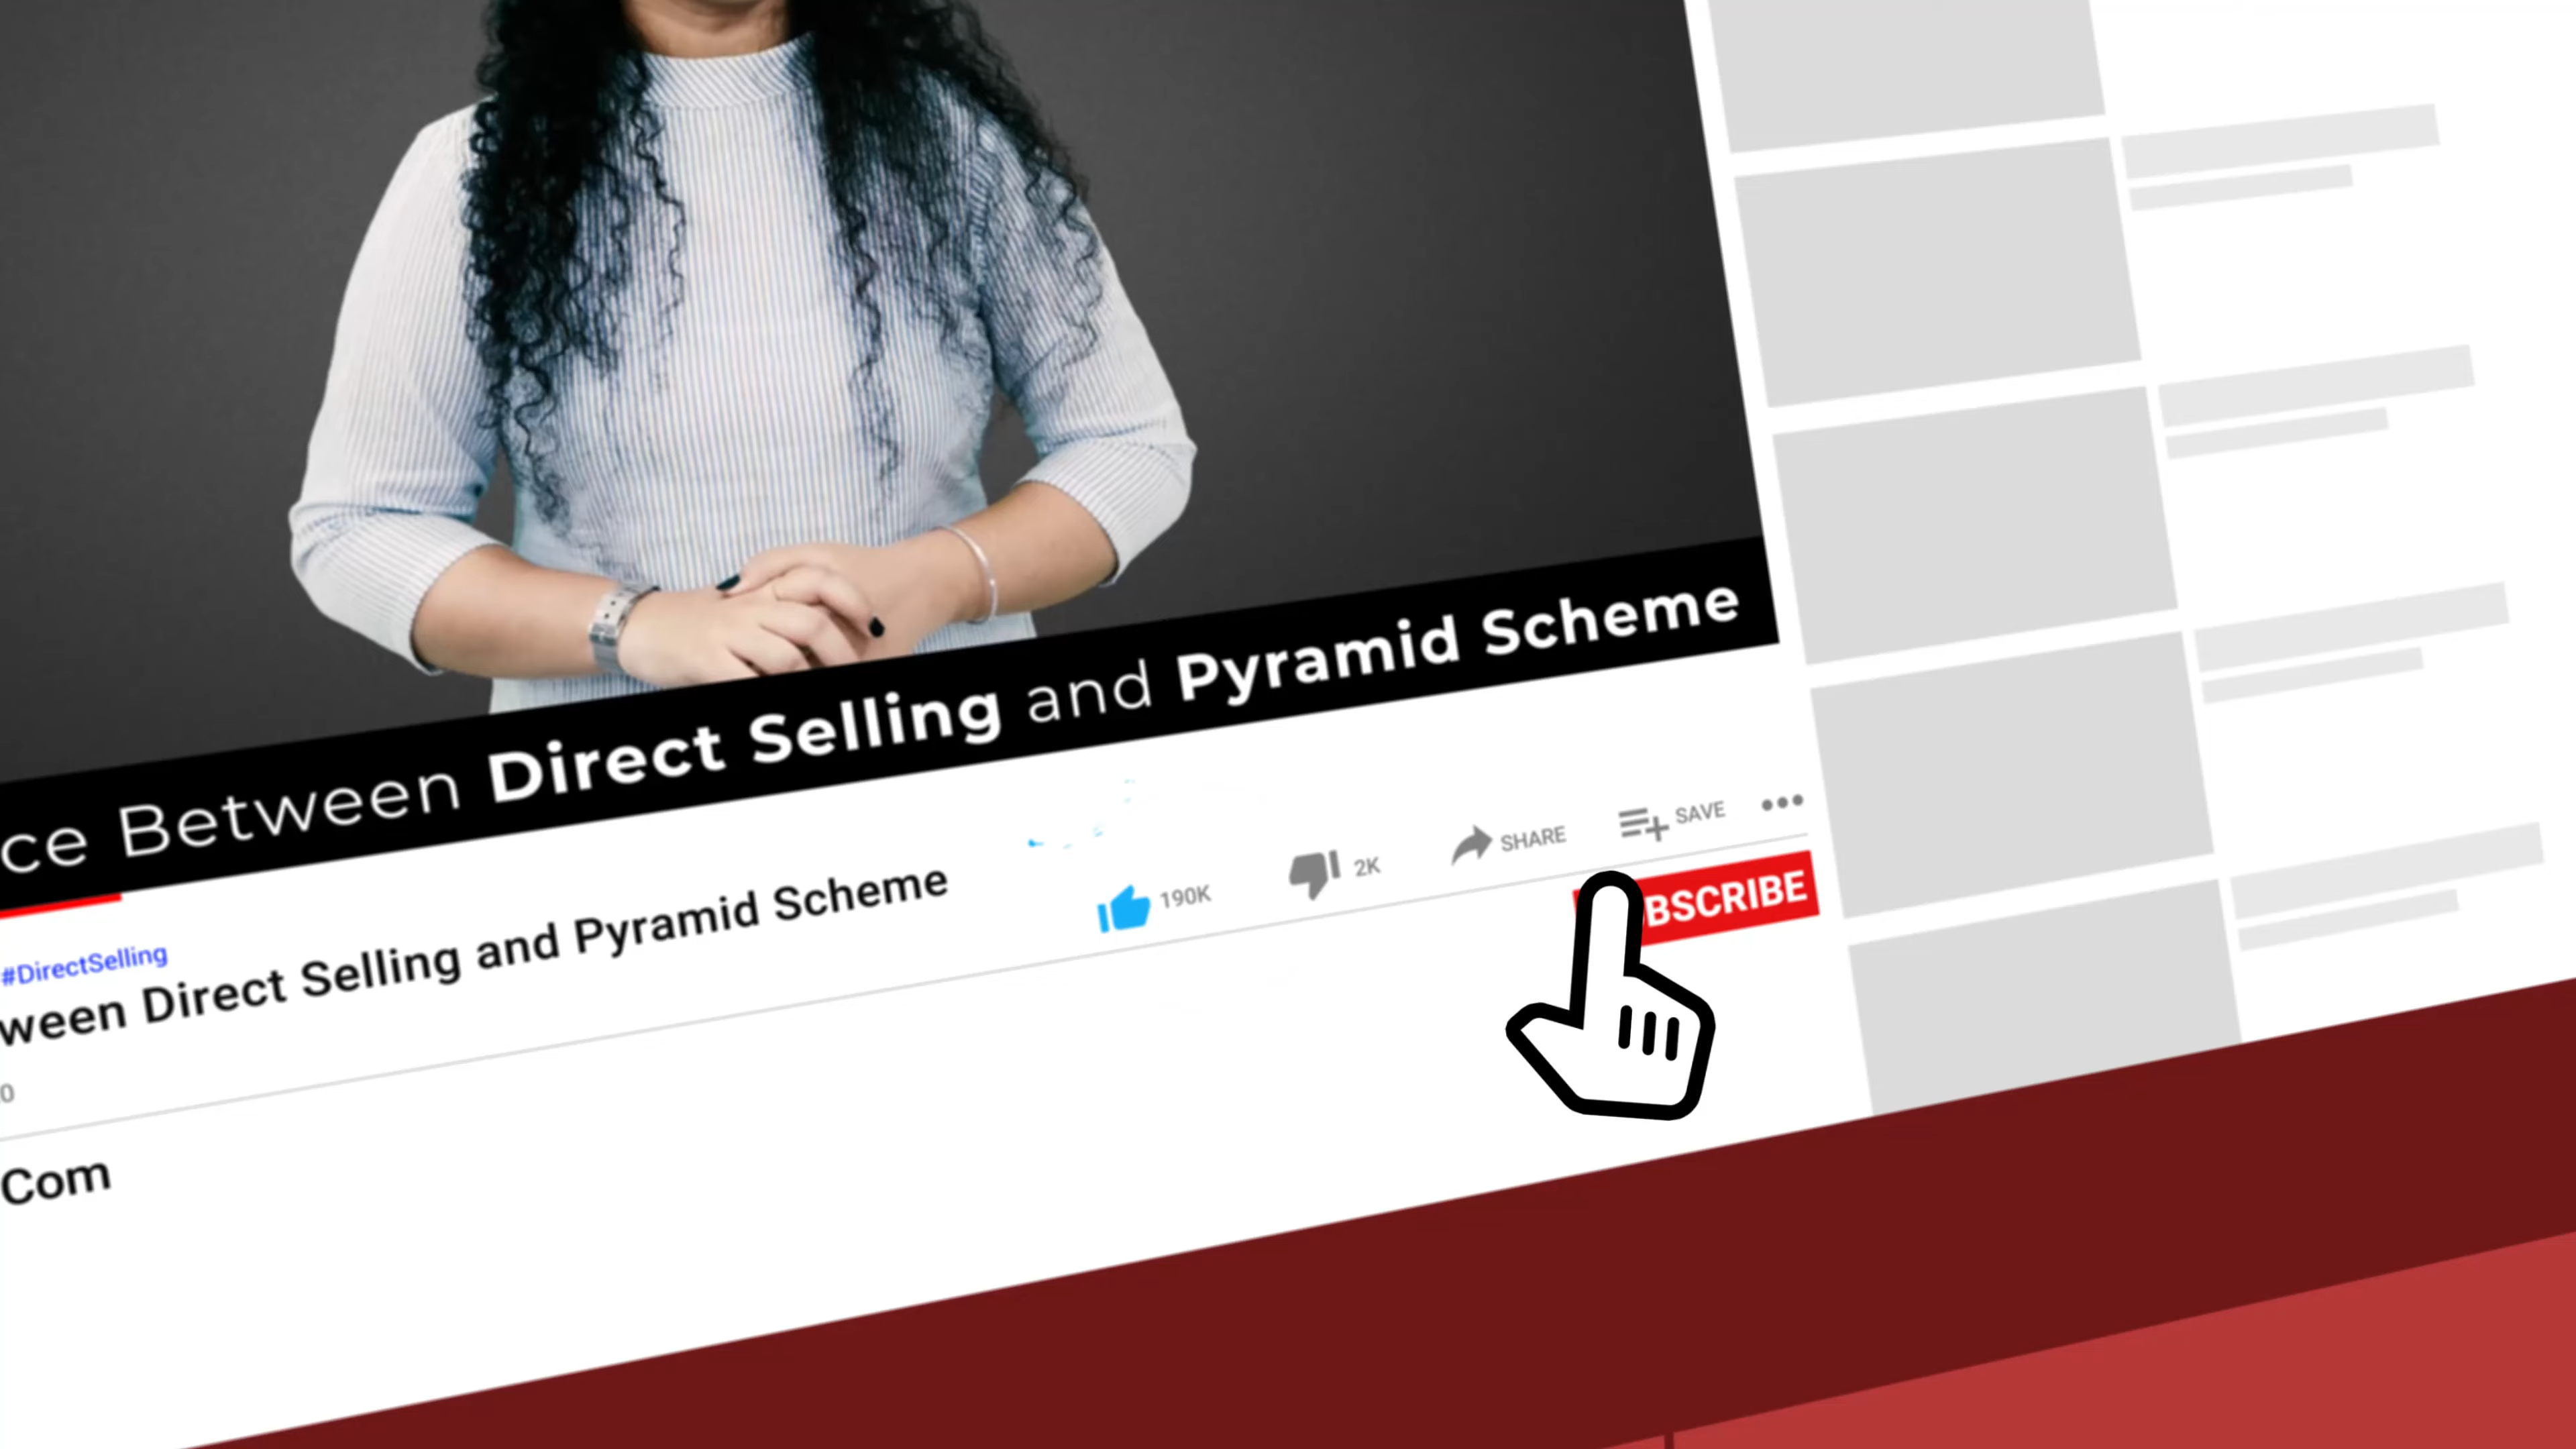 ce Between Direct Selling and Pyramid Scheme
#DirectSelling
ween Direct Selling and Pyramid Scheme
190K
2K
SHARE
SAVE
BSCRIBE
0
Com